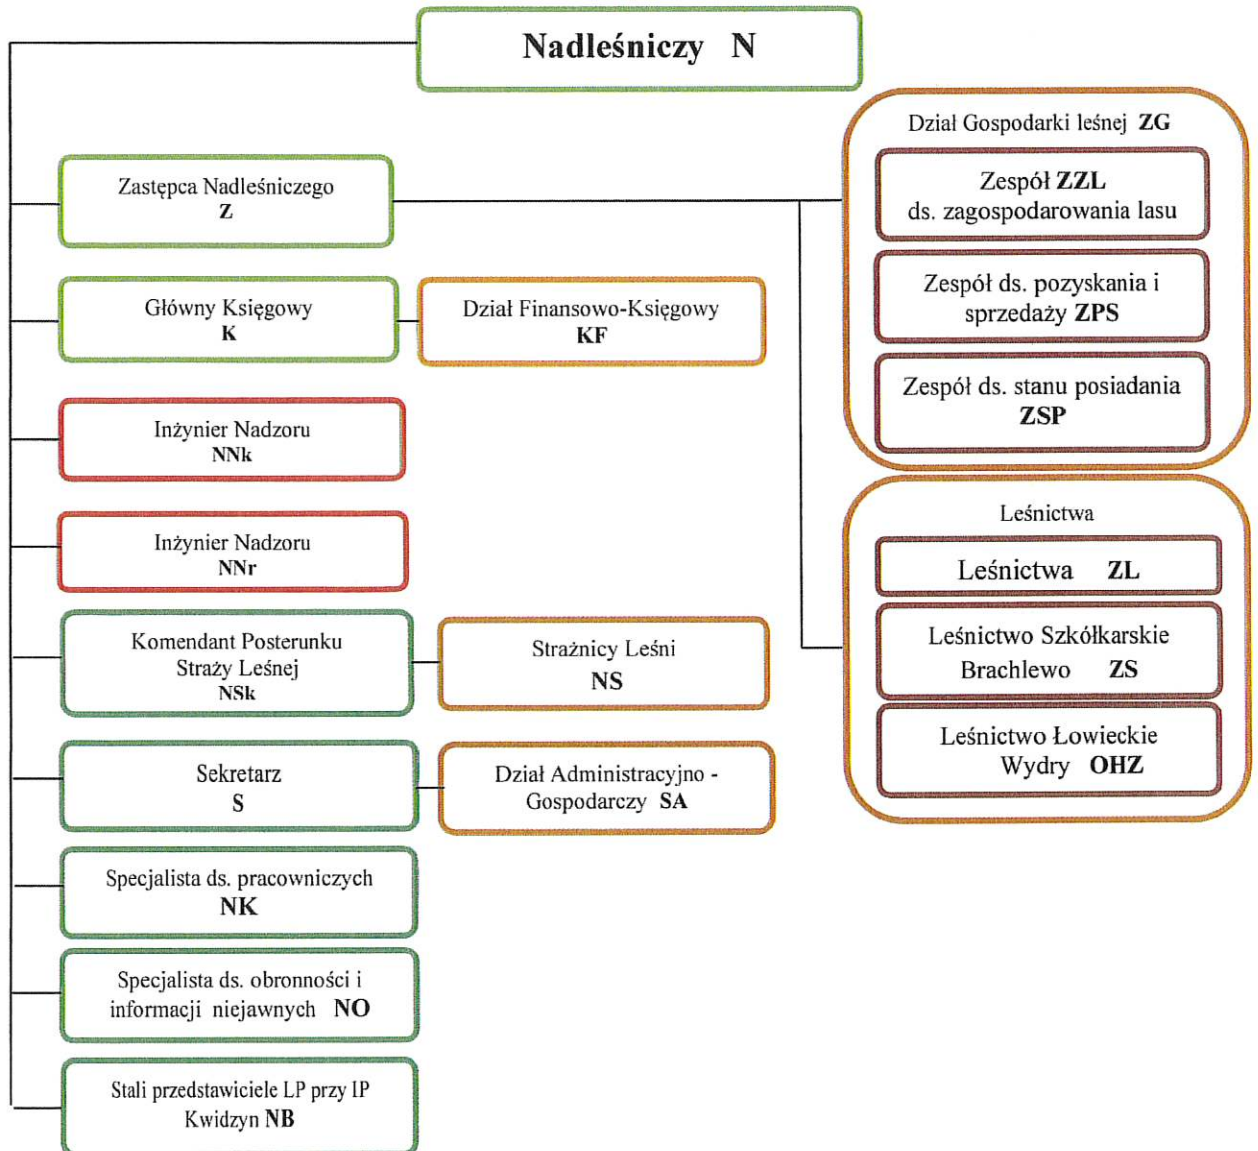 Nadleśniczy N
Zastępca Nadleśniczego
Z
Główny Księgowy
K
Dział Finansowo-Księgowy
KF
Inżynier Nadzoru
NNk
Inżynier Nadzoru
NNr
Komendant Posterunku
Straży Leśnej
NSk
Strażnicy Leśni
NS
Sekretarz
S
Dział Administracyjno -
Gospodarczy SA
Specjalista ds. pracowniczych
NK
Specjalista ds. obronności i
informacji niejawnych NO
Stali przedstawiciele LP przy IP
Kwidzyn NB
Dział Gospodarki leśnej ZG
Zespół ZZL
ds. zagospodarowania lasu
Zespół ds. pozyskania i
sprzedaży ZPS
Zespół ds. stanu posiadania
ZSP
Leśnictwa
Leśnictwa ZL
Leśnictwo Szkółkarskie
Brachlewo ZS
Leśnictwo Łowieckie
Wydry OHZ